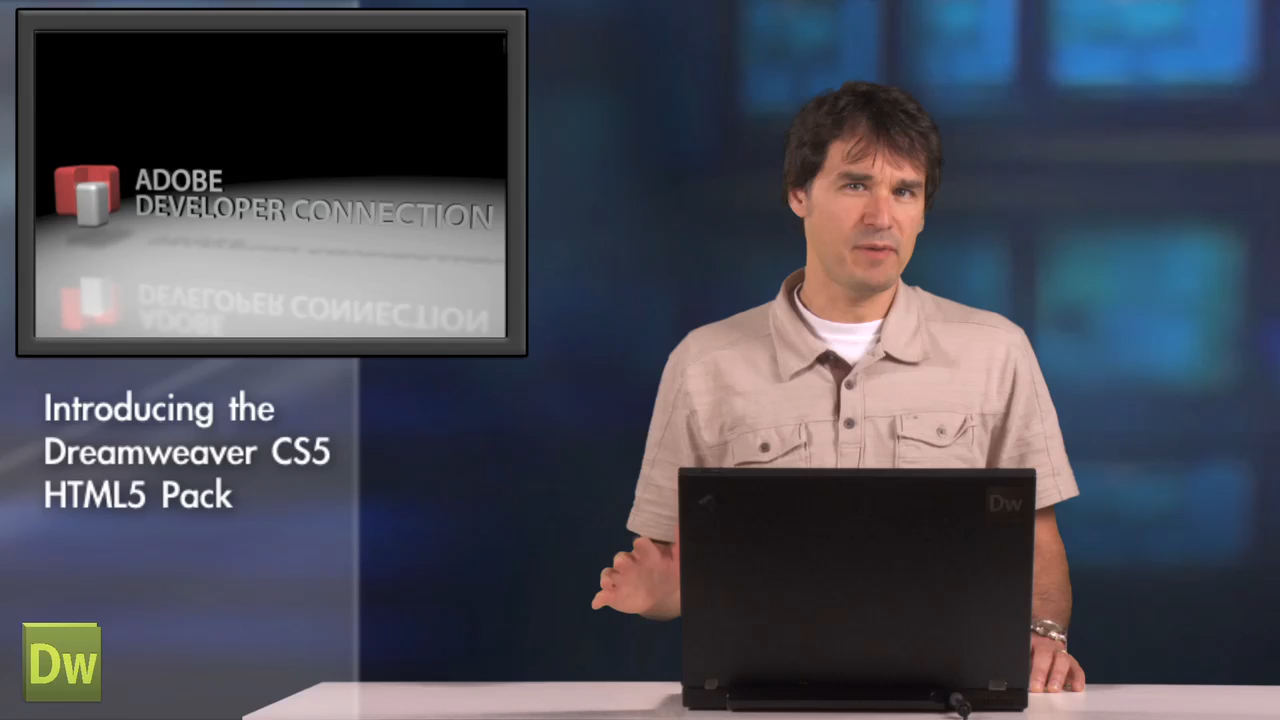 ADOBE
DEVELOPER CONNECTION
Introducing the
Dreamweaver CS5
HTML5 Pack
Dw
Dw